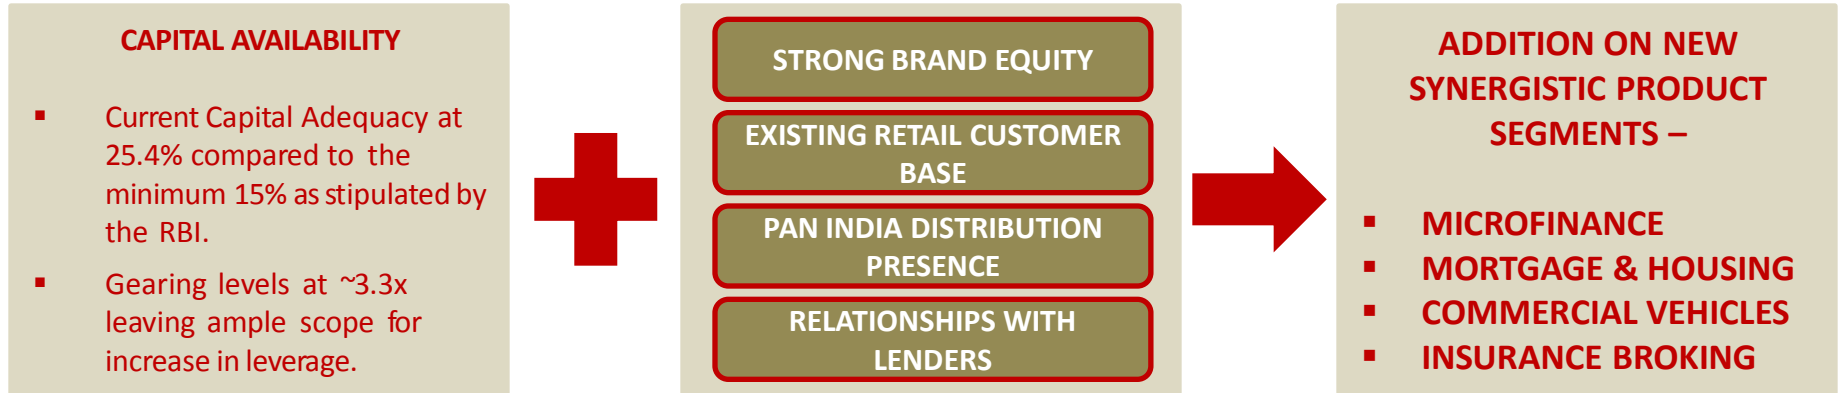 CAPITAL AVAILABILITY
▪ Current Capital Adequacy at
25.4% compared to the
minimum 15% as stipulated by
the RBI.
▪ Gearing levels at ~3.3x
leaving ample scope for
increase in leverage.
STRONG BRAND EQUITY
EXISTING RETAIL CUSTOMER
BASE
PAN INDIA DISTRIBUTION
PRESENCE
RELATIONSHIPS WITH
LENDERS
ADDITION ON NEW
SYNERGISTIC PRODUCT
SEGMENTS –
▪ MICROFINANCE
▪ MORTGAGE & HOUSING
▪ COMMERCIAL VEHICLES
▪ INSURANCE BROKING